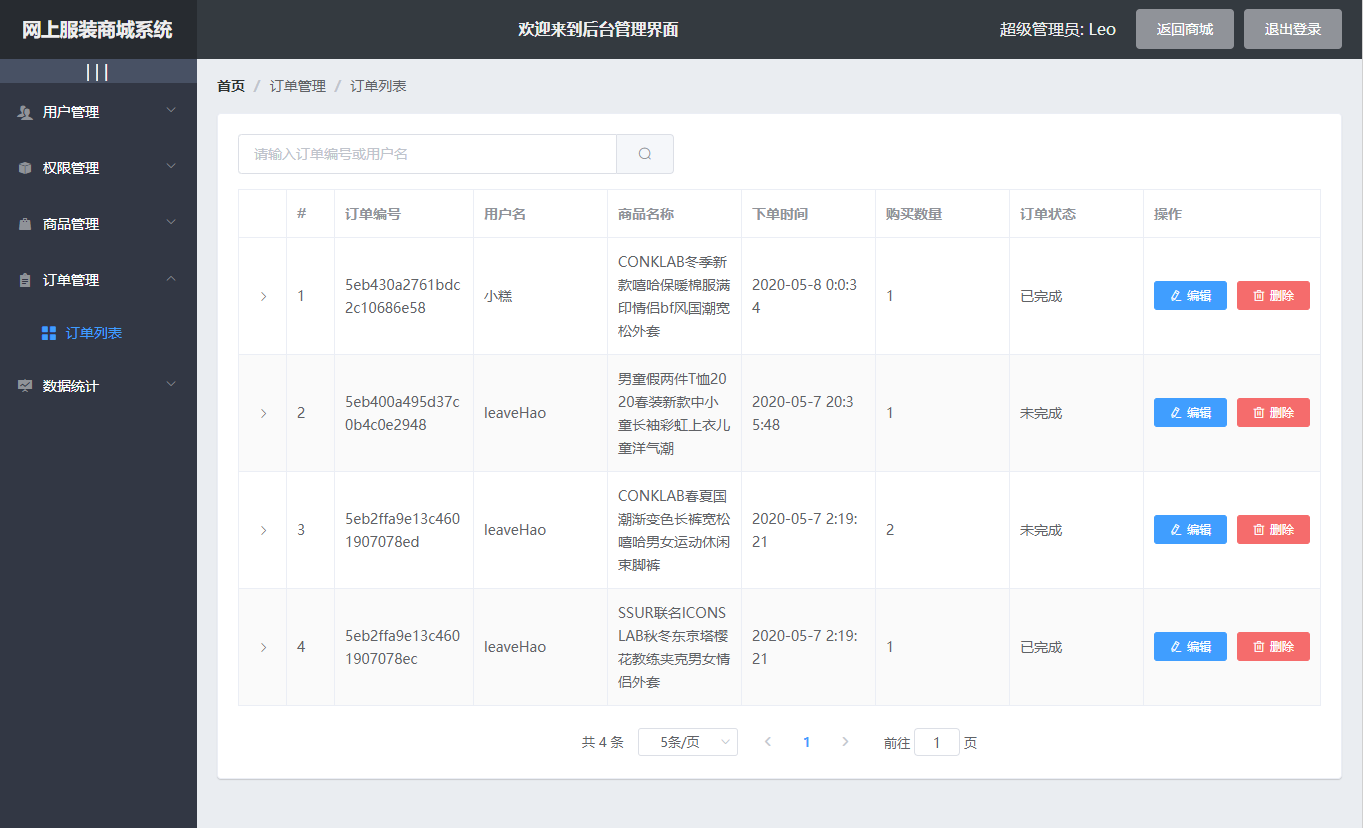 网上服装商城系统
欢迎来到后台管理界面
超级管理员: Leo
返回商城
退出登录
|||
用户管理
权限管理
商品管理
订单管理
订单列表
数据统计
首页 / 订单管理 / 订单列表
请输入订单编号或用户名
# 订单编号 用户名 商品名称 下单时间 购买数量 订单状态 操作
1
5eb430a2761bdc
2c10686e58
小糕
CONKLAB冬季新
款嘻哈保暖棉服满
印情侣bf风国潮宽
松外套
2020-05-8 0:0:3
4
1
已完成
编辑
删除
2
5eb400a495d37c
0b4c0e2948
leaveHao
男童假两件T恤20
20春装新款中小
童长袖彩虹上衣儿
童洋气潮
2020-05-7 20:3
5:48
1
未完成
编辑
删除
3
5eb2ffa9e13c460
1907078ed
leaveHao
CONKLAB春夏国
潮渐变色长裤宽松
嘻哈男女运动休闲
束脚裤
2020-05-7 2:19:
21
2
未完成
编辑
删除
4
5eb2ffa9e13c460
1907078ec
leaveHao
SSUR联名ICONS
LAB秋冬东京塔樱
花教练夹克男女情
侣外套
2020-05-7 2:19:
21
1
已完成
编辑
删除
共 4 条 5条/页 1 前往 1 页